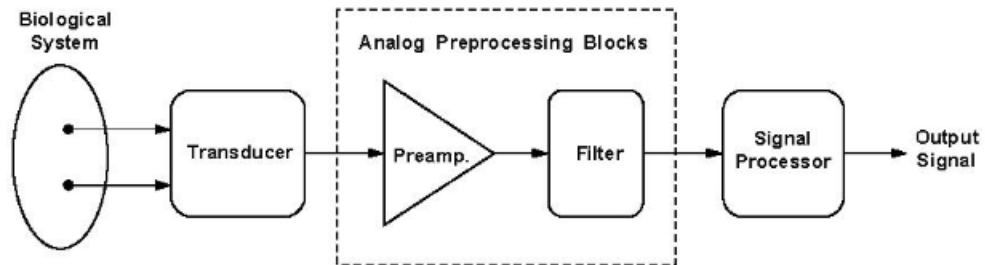 Biological
System
Analog Preprocessing Blocks
Transducer
Preamp.
Filter
Signal
Processor
Output
Signal